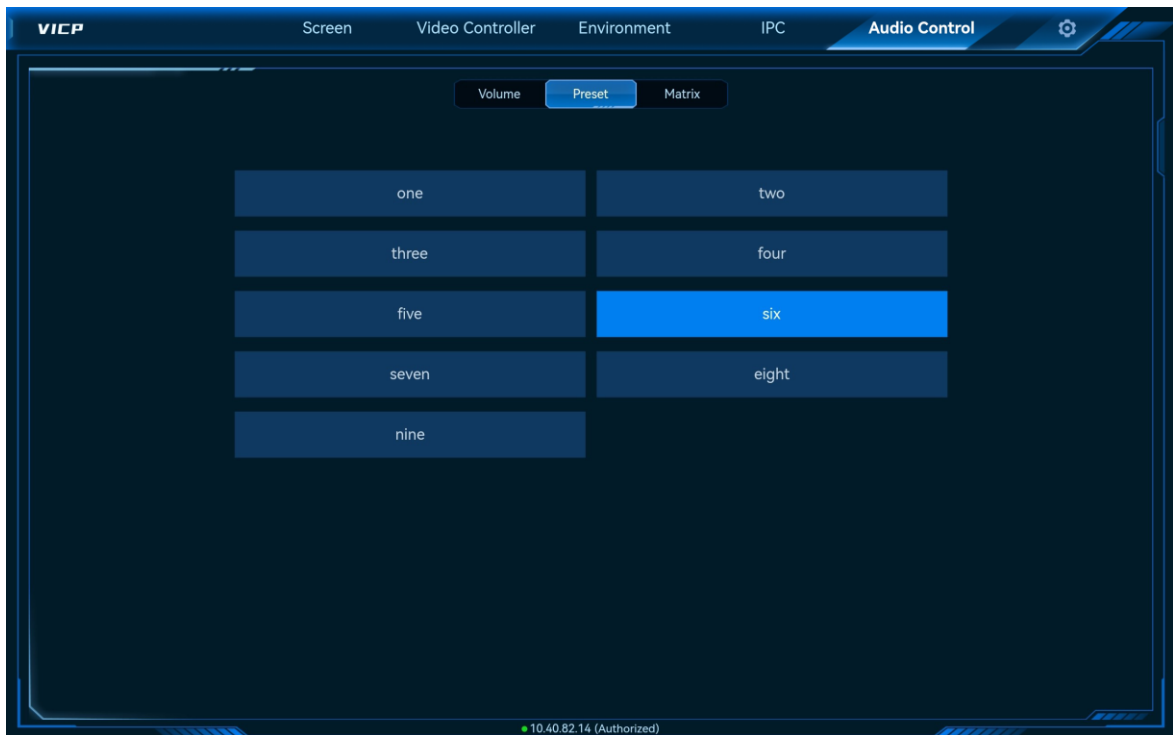 VICP Screen Video Controller Environment IPC Audio Control
Volume Preset Matrix
one two
three four
five six
seven eight
nine
10.40.82.14 (Authorized)